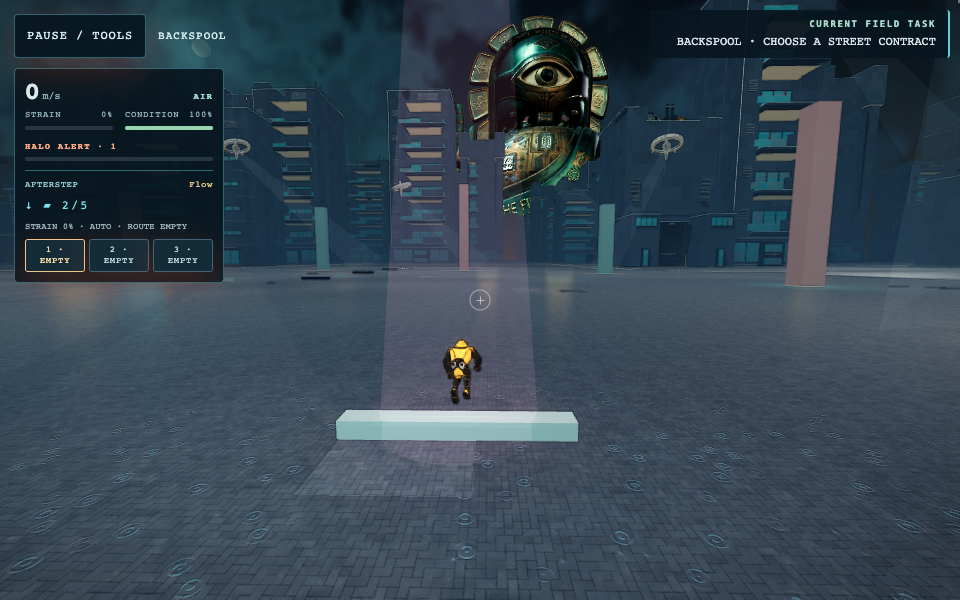 PAUSE / TOOLS
BACKSPOOL
CURRENT FIELD TASK
BACKSPOOL · CHOOSE A STREET CONTRACT
0 m/s
AIR
STRAIN 0%
CONDITION 100%
HALO ALERT · 1
AFTERSTEP
Flow
↓ ▰ 2/5
STRAIN 0% · AUTO · ROUTE EMPTY
1 · EMPTY
2 · EMPTY
3 · EMPTY